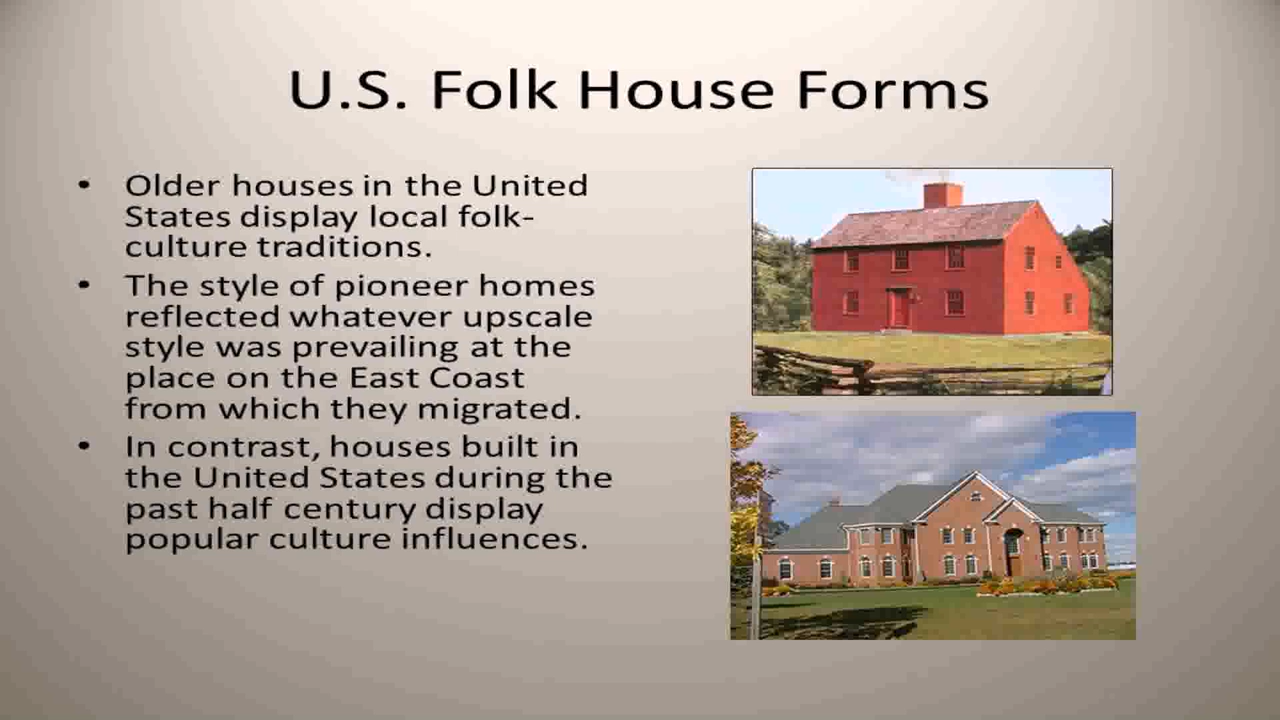 U.S. Folk House Forms
• Older houses in the United
States display local folk-
culture traditions.
• The style of pioneer homes
reflected whatever upscale
style was prevailing at the
place on the East Coast
from which they migrated.
• In contrast, houses built in
the United States during the
past half century display
popular culture influences.